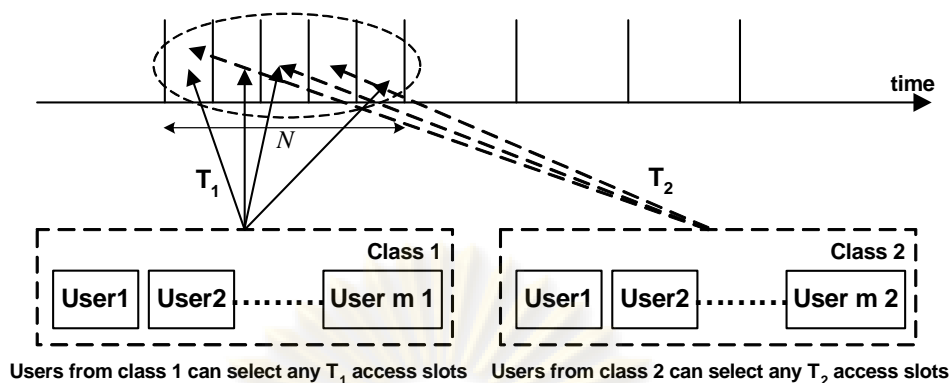 time
N
T1
T2
Class 1
User1 User2 ......... User m 1
Class 2
User1 User2 ......... User m 2
Users from class 1 can select any T1 access slots
Users from class 2 can select any T2 access slots